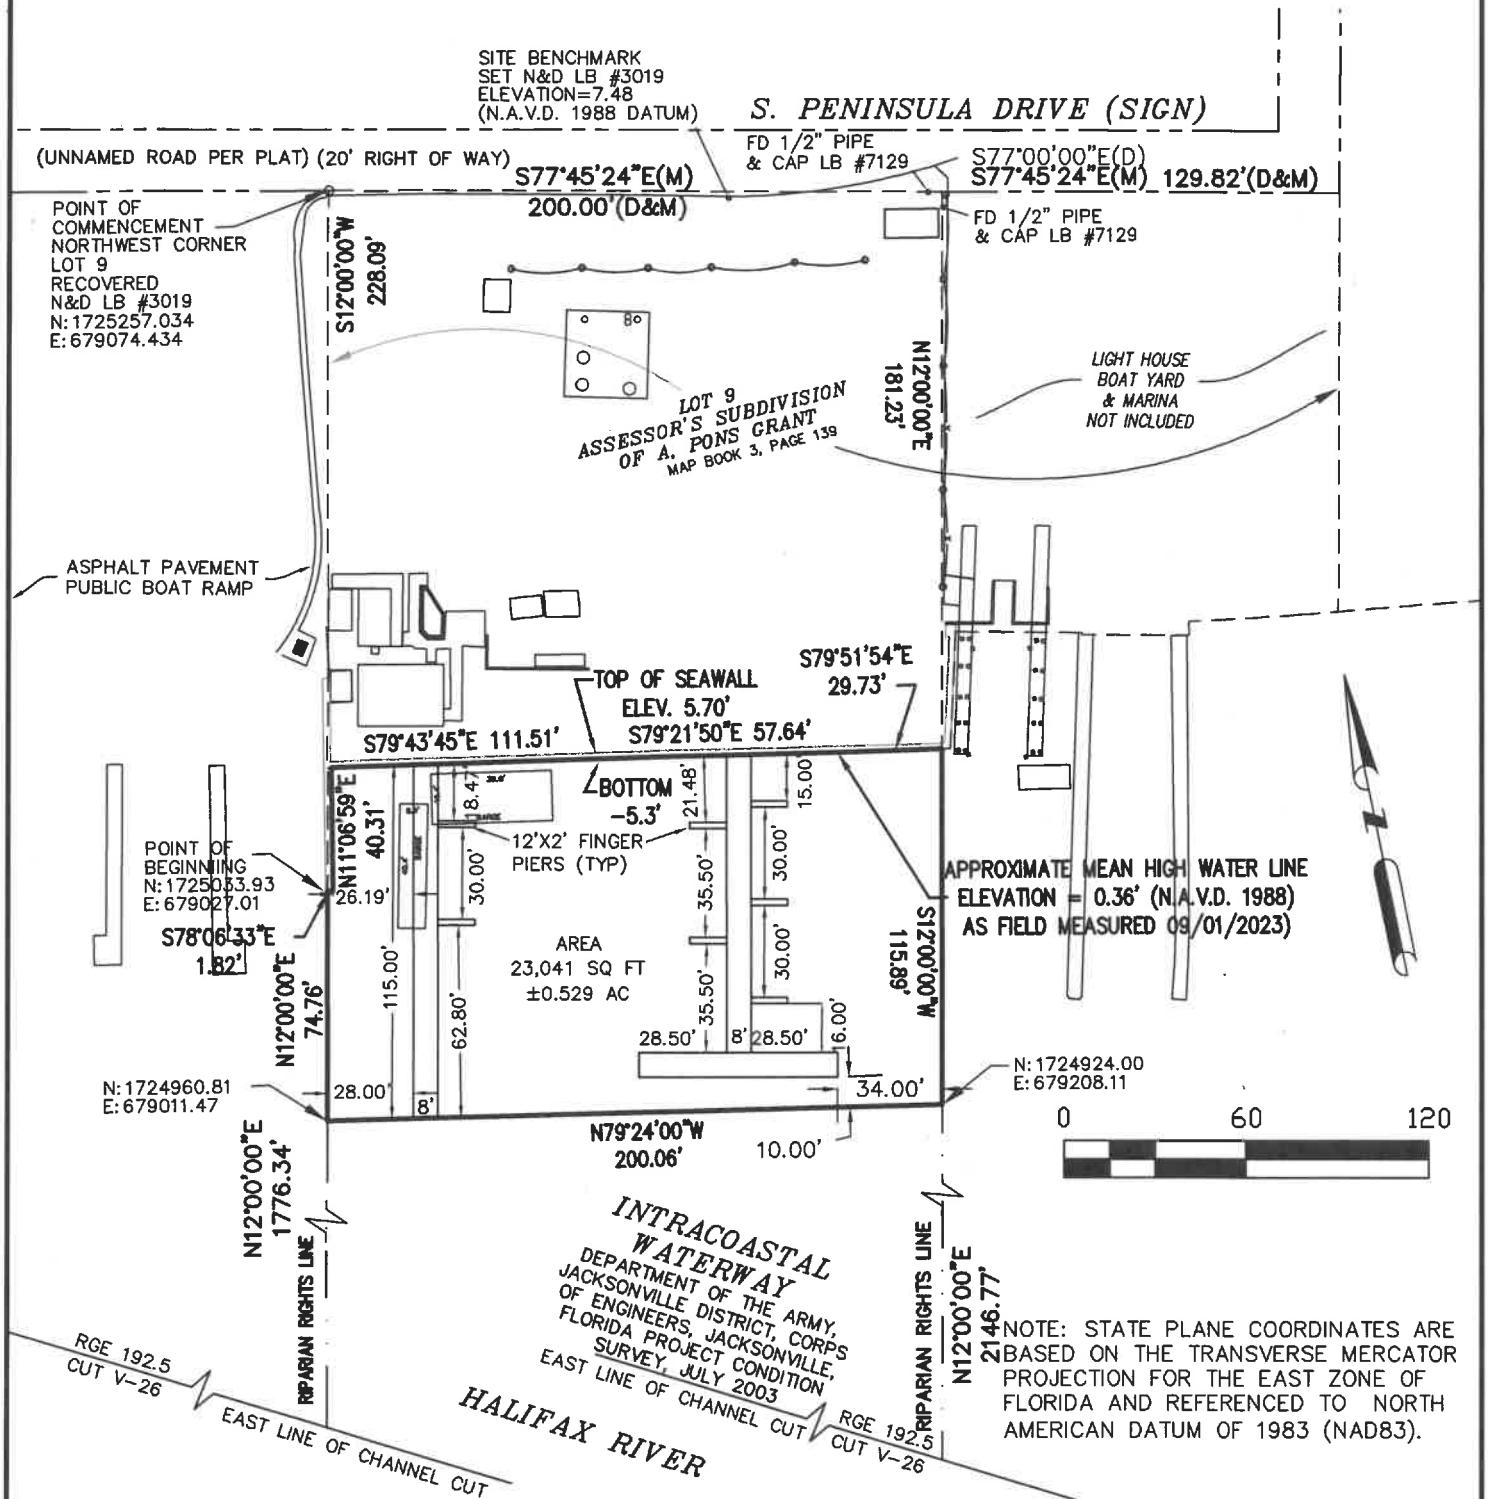 SITE BENCHMARK
SET N&D LB #3019
ELEVATION=7.48
(N.A.V.D. 1988 DATUM)
S. PENINSULA DRIVE (SIGN)
(UNNAMED ROAD PER PLAT) (20' RIGHT OF WAY)
FD 1/2" PIPE
& CAP LB #7129
S77°00'00"E(D)
S77°45'24"E(M) 129.82'(D&M)
S77°45'24"E(M)
200.00'(D&M)
FD 1/2" PIPE
& CAP LB #7129
POINT OF
COMMENCEMENT
NORTHWEST CORNER
LOT 9
RECOVERED
N&D LB #3019
N: 1725257.034
E: 679074.434
S12°00'00"W
228.09'
LOT 9
ASSESSOR'S SUBDIVISION
OF A. PONS GRANT
MAP BOOK 3, PAGE 139
N12°00'00"E
181.23'
LIGHT HOUSE
BOAT YARD
& MARINA
NOT INCLUDED
ASPHALT PAVEMENT
PUBLIC BOAT RAMP
TOP OF SEAWALL
ELEV. 5.70'
S79°51'54"E
29.73'
S79°43'45"E 111.51'
S79°21'50"E 57.64'
BOTTOM
-5.3'
N11°06'59"E
40.31'
18.47'
BARGE
BARGE
21.48'
15.00'
12'X2' FINGER
PIERS (TYP)
POINT OF
BEGINNING
N: 1725033.93
E: 679027.01
26.19'
30.00'
35.50'
30.00'
APPROXIMATE MEAN HIGH WATER LINE
ELEVATION = 0.36' (N.A.V.D. 1988)
AS FIELD MEASURED 09/01/2023)
S78°06'33"E
1.82'
N12°00'00"E
74.76'
115.00'
62.80'
AREA
23,041 SQ FT
±0.529 AC
35.50'
30.00'
S12°00'00"W
115.89'
28.50'
8'
28.50'
16.00'
N: 1724960.81
E: 679011.47
28.00'
8'
34.00'
N: 1724924.00
E: 679208.11
N79°24'00"W
200.06'
10.00'
0 60 120
N12°00'00"E
1776.34'
RIPARIAN RIGHTS LINE
INTRACOASTAL
WATERWAY
DEPARTMENT OF THE ARMY,
JACKSONVILLE DISTRICT, CORPS
OF ENGINEERS, JACKSONVILLE,
FLORIDA PROJECT CONDITION
SURVEY, JULY 2003
EAST LINE OF CHANNEL CUT
RIPARIAN RIGHTS LINE
N12°00'00"E
2146.77'
RGE 192.5
CUT V-26
EAST LINE OF CHANNEL CUT
HALIFAX RIVER
RGE 192.5
CUT V-26
NOTE: STATE PLANE COORDINATES ARE
BASED ON THE TRANSVERSE MERCATOR
PROJECTION FOR THE EAST ZONE OF
FLORIDA AND REFERENCED TO NORTH
AMERICAN DATUM OF 1983 (NAD83).